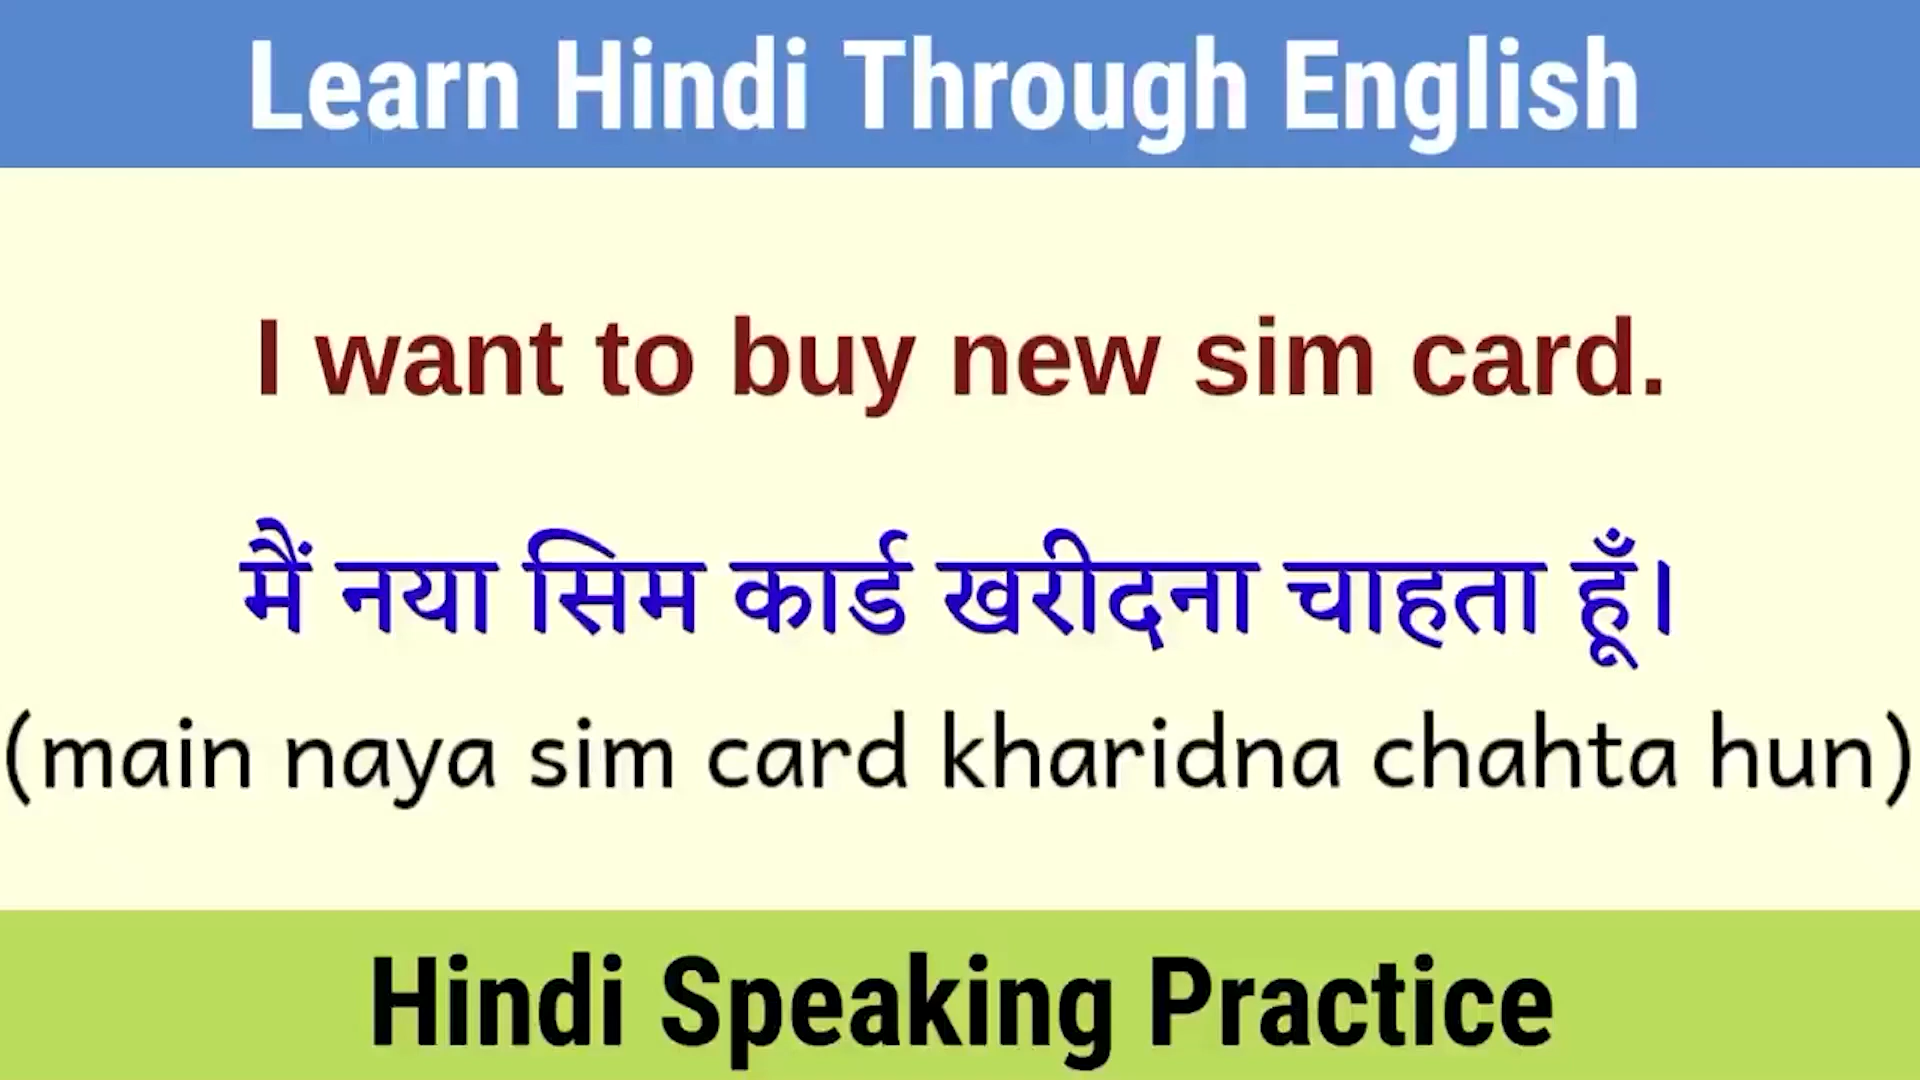 Learn Hindi Through English
I want to buy new sim card.
मैं नया सिम कार्ड खरीदना चाहता हूँ।
(main naya sim card kharidna chahta hun)
Hindi Speaking Practice